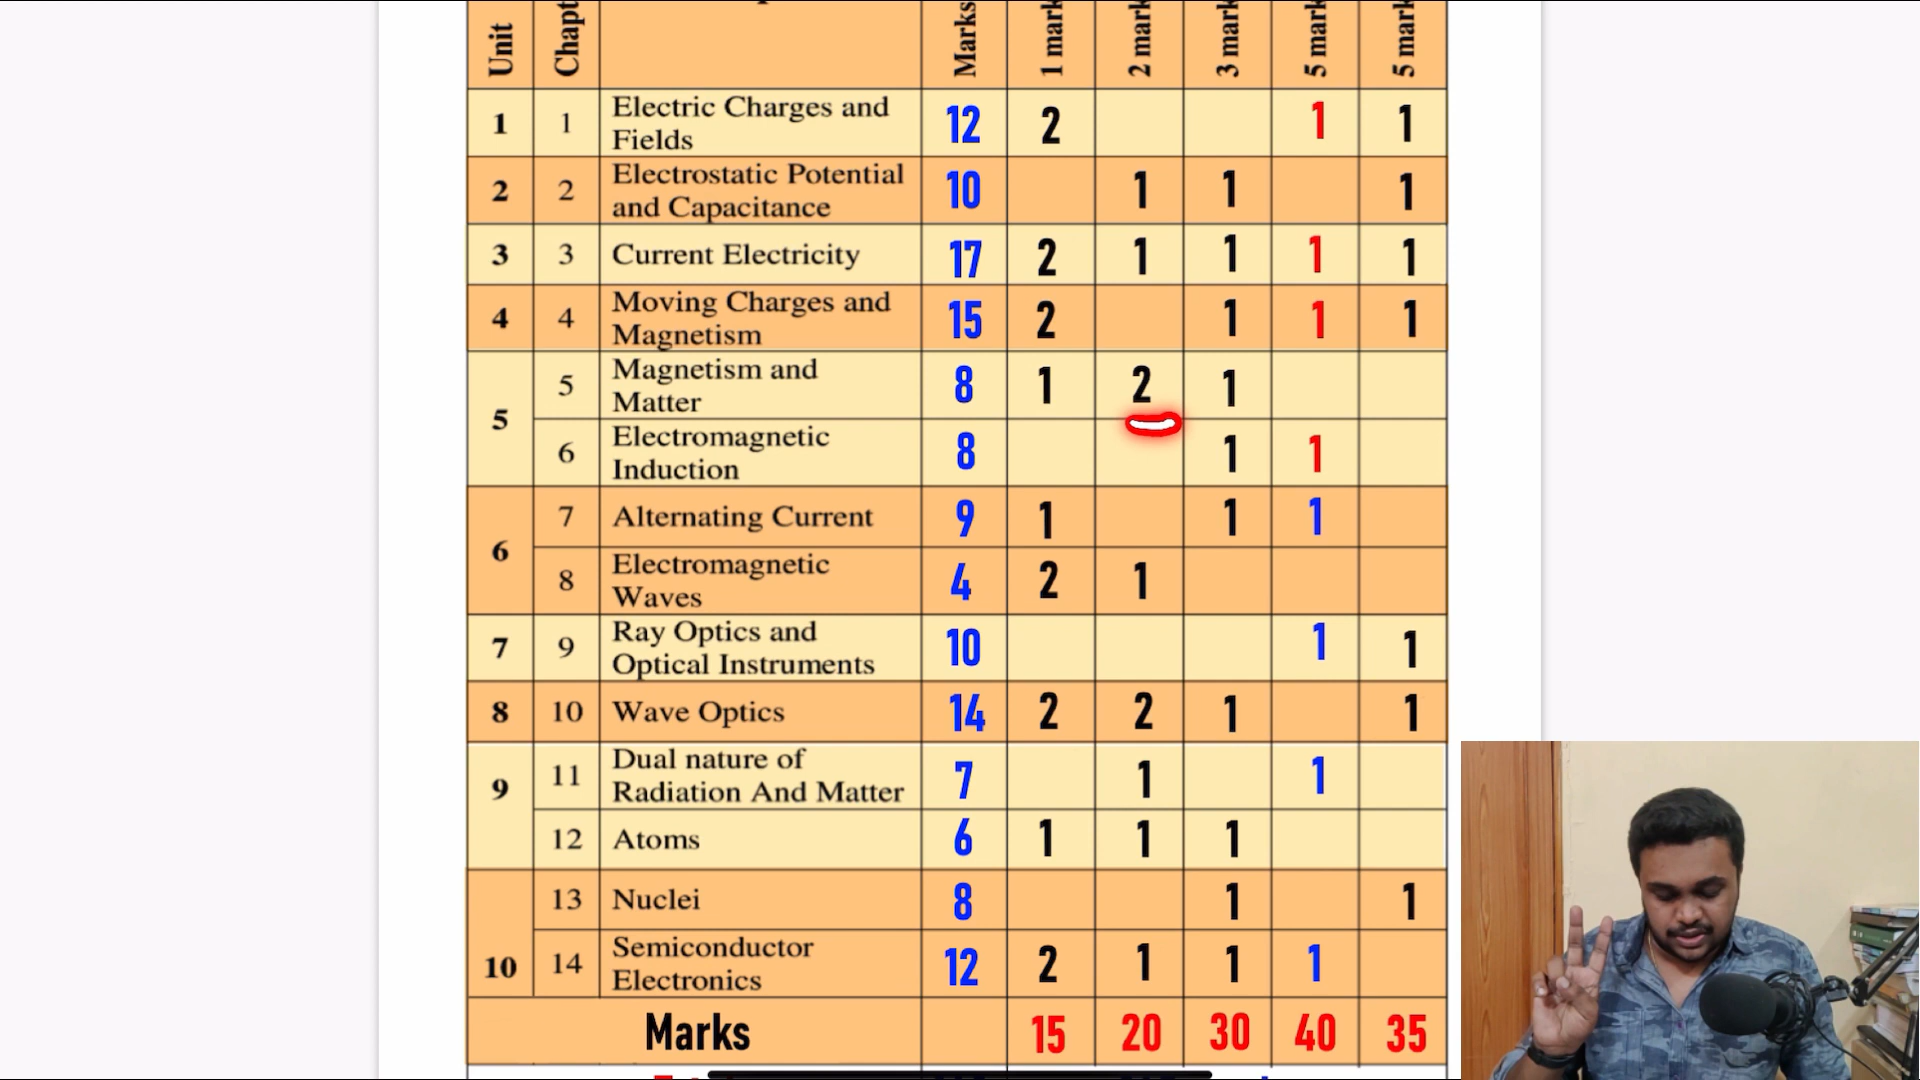 Unit Chapt Marks 1 mark 2 mark 3 mark 5 mark 5 mark
1 1 Electric Charges and Fields 12 2 1 1
2 2 Electrostatic Potential and Capacitance 10 1 1 1
3 3 Current Electricity 17 2 1 1 1 1
4 4 Moving Charges and Magnetism 15 2 1 1 1
5 5 Magnetism and Matter 8 1 2 1
6 Electromagnetic Induction 8 1 1
6 7 Alternating Current 9 1 1 1
8 Electromagnetic Waves 4 2 1
7 9 Ray Optics and Optical Instruments 10 1 1
8 10 Wave Optics 14 2 2 1 1
9 11 Dual nature of Radiation And Matter 7 1 1
12 Atoms 6 1 1 1
10 13 Nuclei 8 1 1
14 Semiconductor Electronics 12 2 1 1 1
Marks 15 20 30 40 35